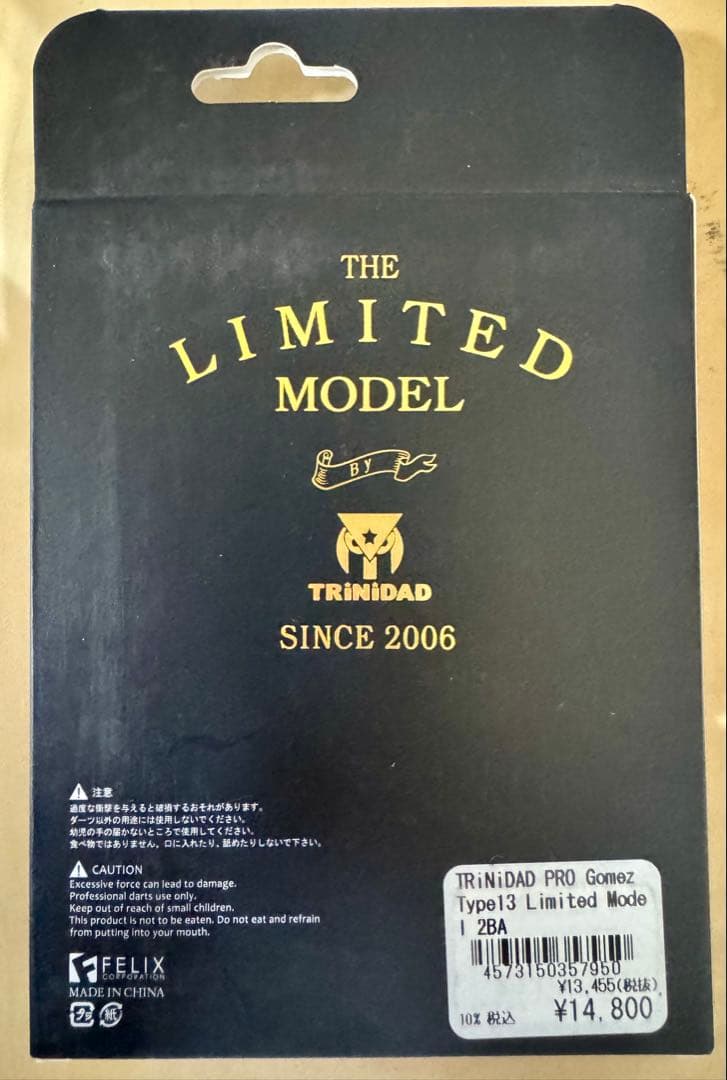 THE
LIMITED
MODEL
BY
TRiNiDAD
SINCE 2006
注意
過度な衝撃を与えると破損するおそれがあります。
ダーツ以外の用途には使用しないでください。
幼児の手の届かないところで使用してください。
食べ物ではありません。口に入れたり、舐めたりしないで下さい。
CAUTION
Excessive force can lead to damage.
Professional darts use only.
Keep out of reach of small children.
This product is not to be eaten. Do not eat and refrain
from putting into your mouth.
FELIX
CORPORATION
MADE IN CHINA
プラ 紙
TRiNiDAD PRO Gomez
Type13 Limited Mode
l 2BA
4573150357950
¥13,455(税抜)
10% 税込 ¥14,800